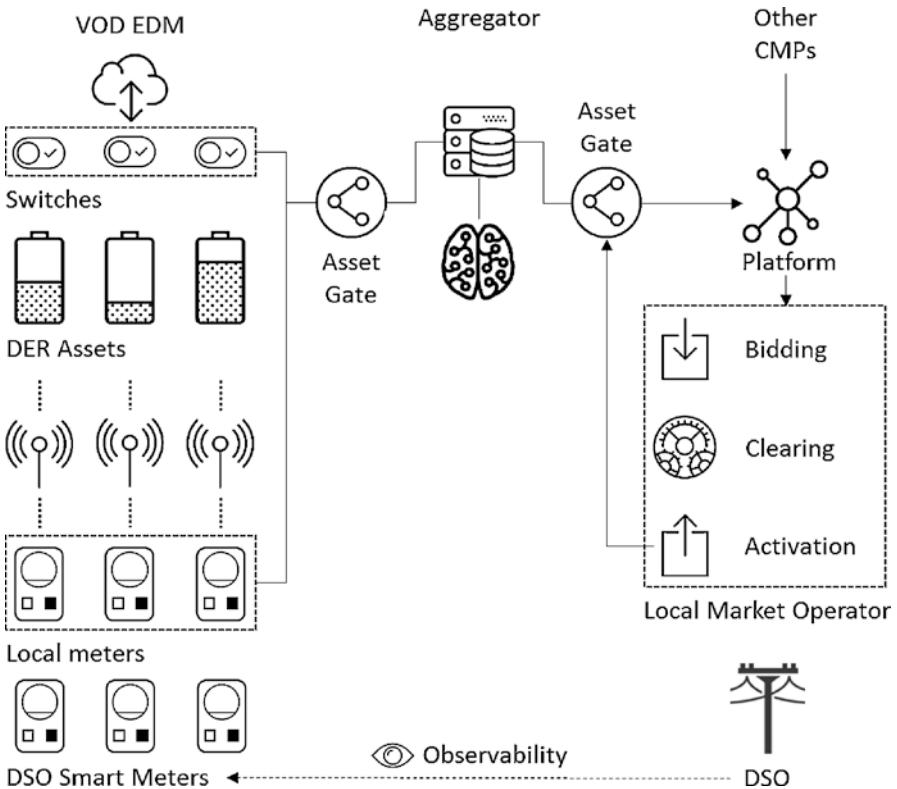 VOD EDM
Aggregator
Other
CMPs
Asset
Gate
Switches
Asset
Gate
Platform
DER Assets
Bidding
Clearing
Activation
Local Market Operator
Local meters
Observability
DSO Smart Meters
DSO